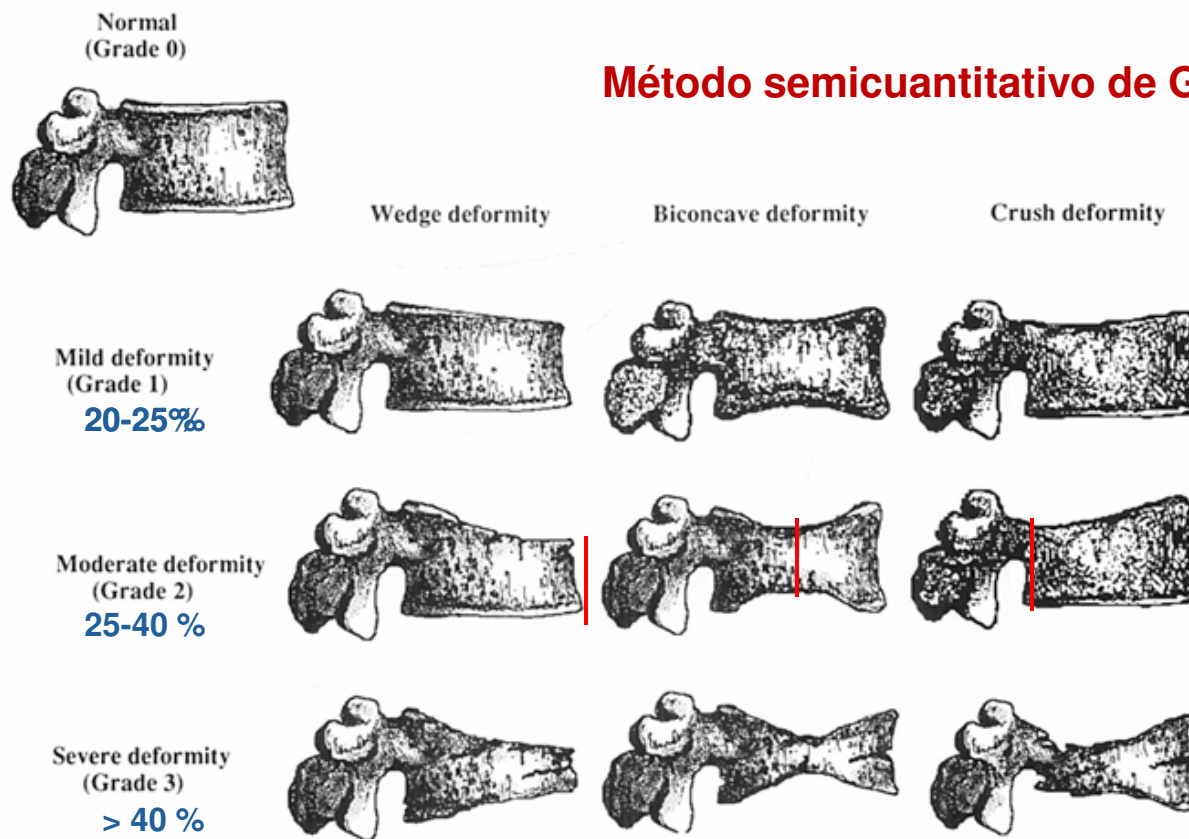 Normal
(Grade 0)
Método semicuantitativo de G
Wedge deformity
Biconcave deformity
Crush deformity
Mild deformity
(Grade 1)
20-25%
Moderate deformity
(Grade 2)
25-40 %
Severe deformity
(Grade 3)
> 40 %